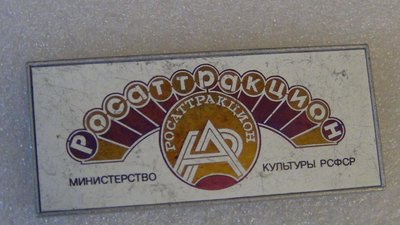 Росаттракцион
РОСАТТРАКЦИОН
МИНИСТЕРСТВО КУЛЬТУРЫ РСФСР